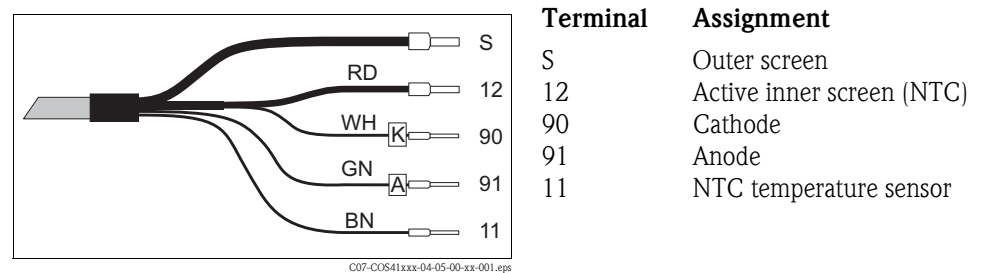 S
RD
12
WH
K
90
GN
A
91
BN
11
C07-COS41xxx-04-05-00-xx-001.eps
Terminal Assignment
S Outer screen
12 Active inner screen (NTC)
90 Cathode
91 Anode
11 NTC temperature sensor